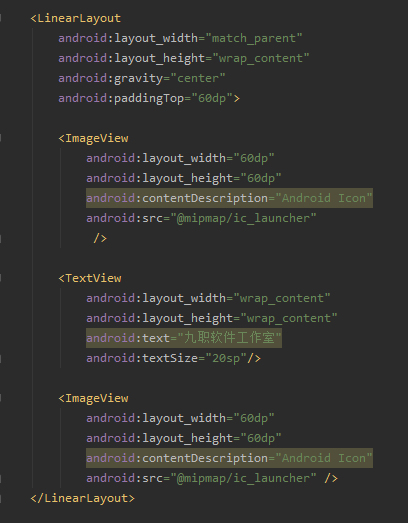 <LinearLayout
android:layout_width="match_parent"
android:layout_height="wrap_content"
android:gravity="center"
android:paddingTop="60dp">
<ImageView
android:layout_width="60dp"
android:layout_height="60dp"
android:contentDescription="Android Icon"
android:src="@mipmap/ic_launcher"
/>
<TextView
android:layout_width="wrap_content"
android:layout_height="wrap_content"
android:text="九职软件工作室"
android:textSize="20sp"/>
<ImageView
android:layout_width="60dp"
android:layout_height="60dp"
android:contentDescription="Android Icon"
android:src="@mipmap/ic_launcher" />
</LinearLayout>